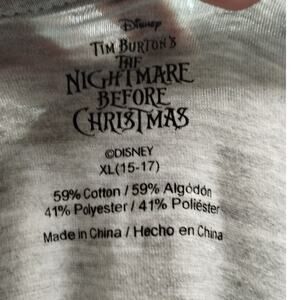 Disney
TIM BURTON'S
THE
NIGHTMARE
BEFORE
CHRISTMAS
©DISNEY
XL(15-17)
59% Cotton / 59% Algodón
41% Polyester / 41% Poliéster
Made in China / Hecho en China